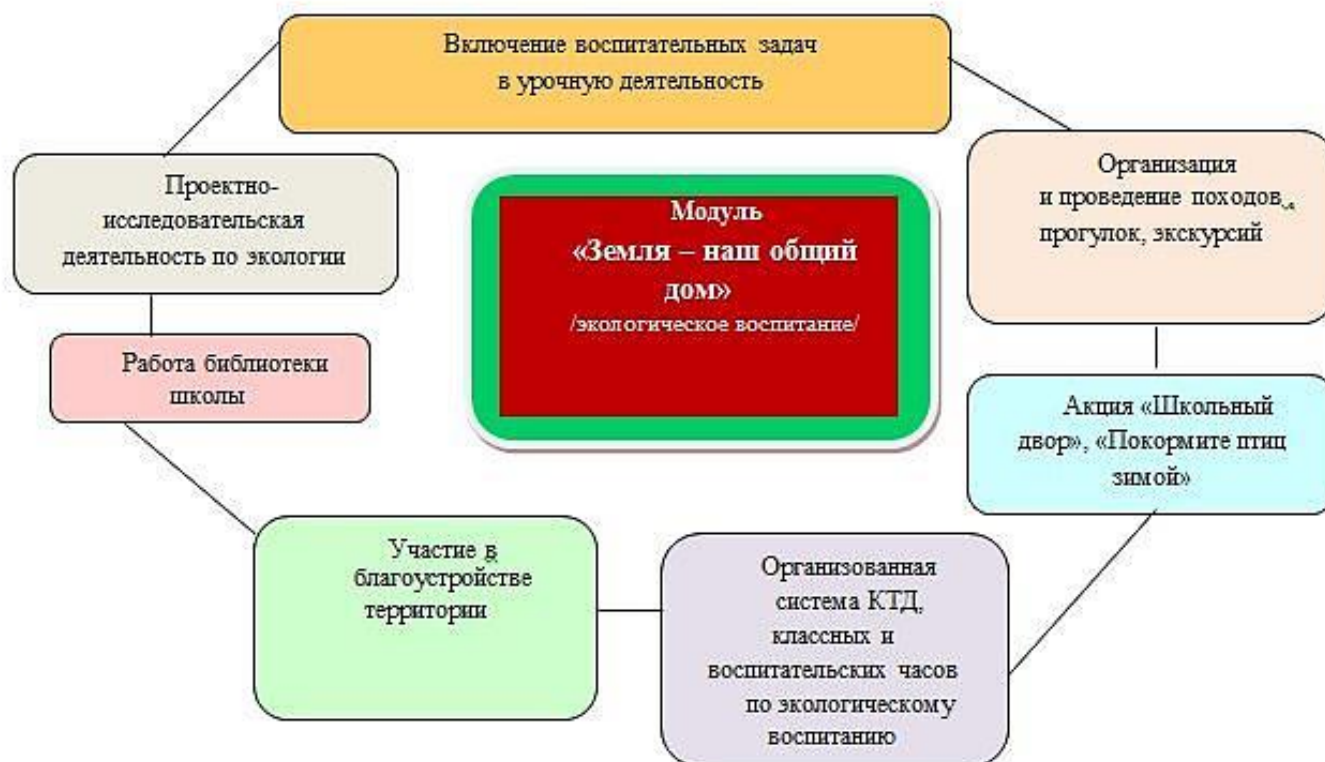 Включение воспитательных задач
в урочную деятельность
Проектно-
исследовательская
деятельность по экологии
Модуль
«Земля – наш общий
дом»
/экологическое воспитание/
Организация
и проведение походов,
прогулок, экскурсий
Работа библиотеки
школы
Акция «Школьный
двор», «Покормите птиц
зимой»
Участие в
благоустройстве
территории
Организованная
система КТД,
классных и
воспитательских часов
по экологическому
воспитанию